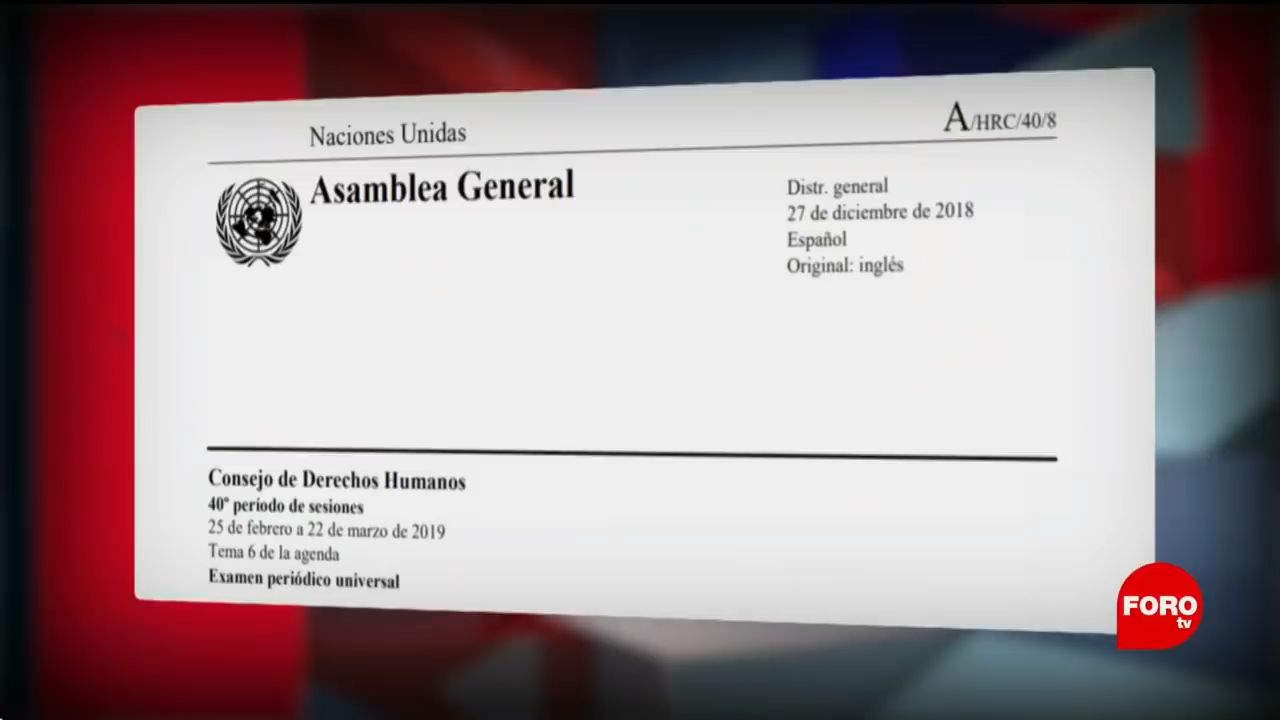 Naciones Unidas
A/HRC/40/8
Asamblea General
Distr. general
27 de diciembre de 2018
Español
Original: inglés
Consejo de Derechos Humanos
40º período de sesiones
25 de febrero a 22 de marzo de 2019
Tema 6 de la agenda
Examen periódico universal
FORO
tv